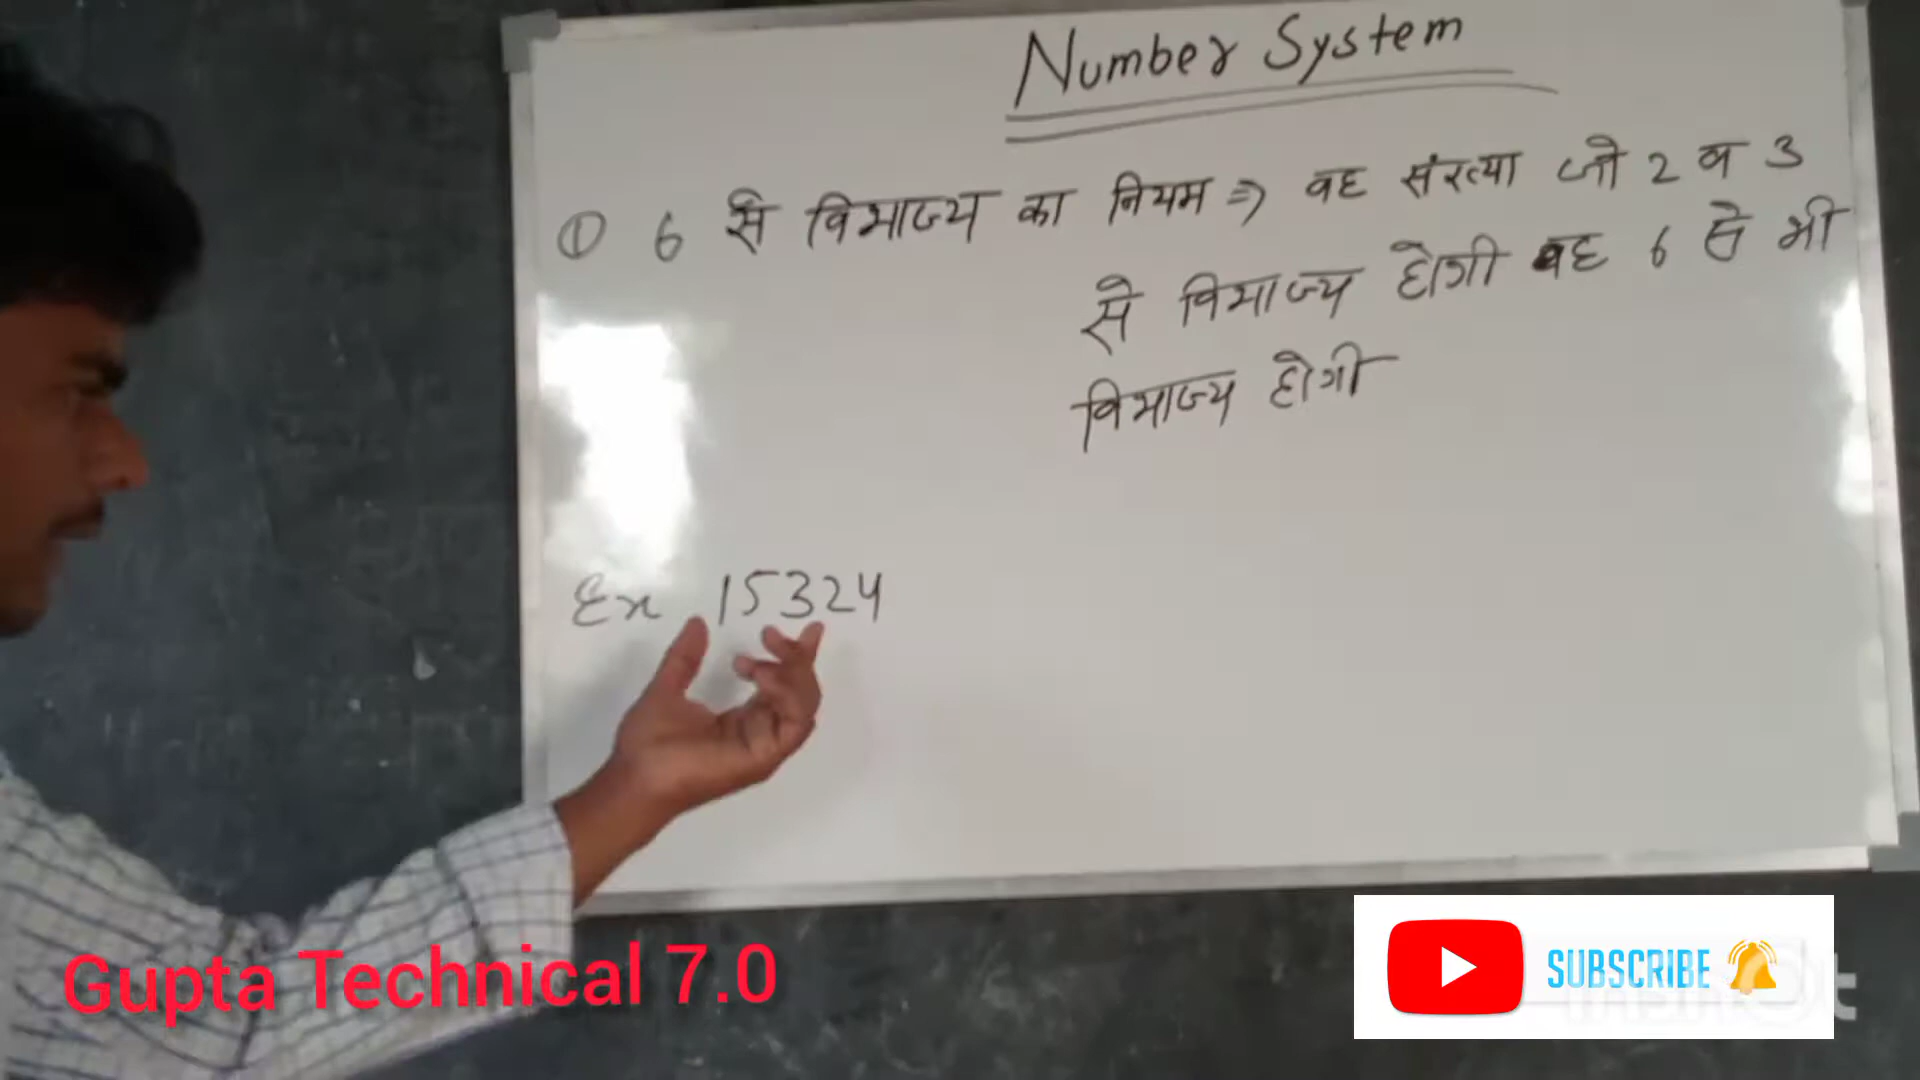 Number System
① 6 से विभाज्य का नियम ⇒ वह संख्या जो 2 व 3
से विभाज्य होगी वह 6 से भी
विभाज्य होगी
Ex 15324
Gupta Technical 7.0
SUBSCRIBE